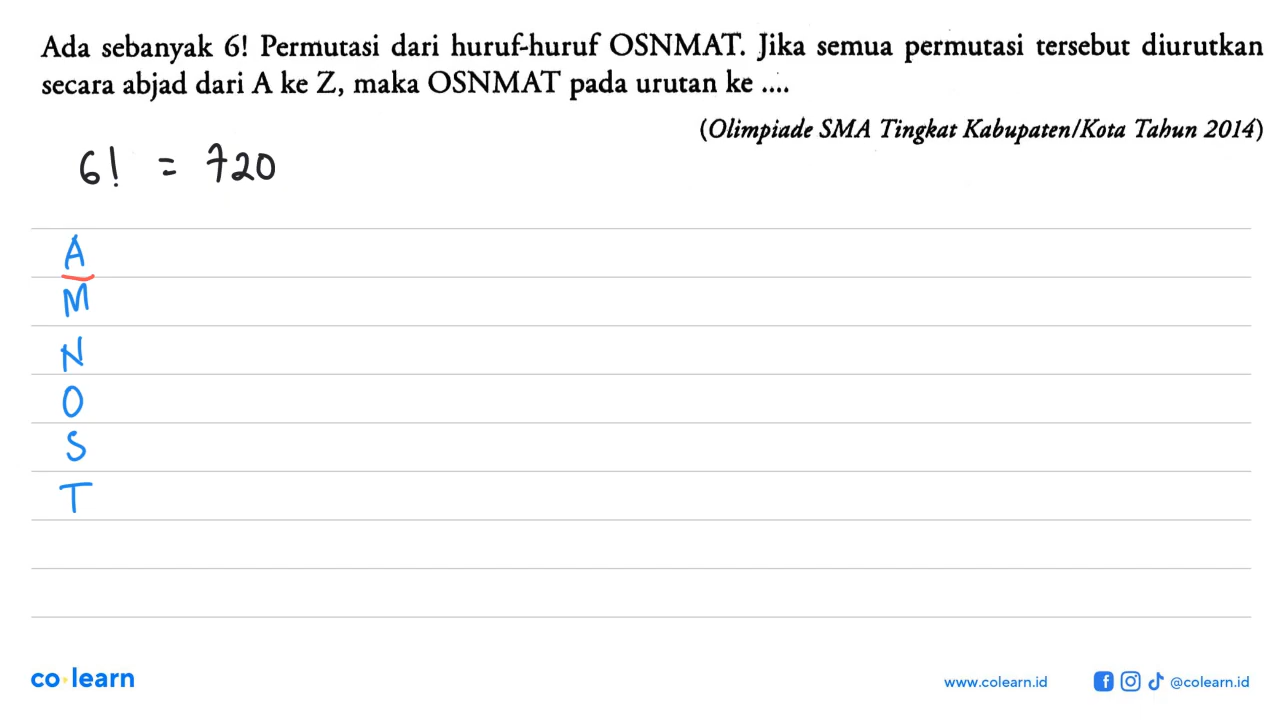 Ada sebanyak 6! Permutasi dari huruf-huruf OSNMAT. Jika semua permutasi tersebut diurutkan
secara abjad dari A ke Z, maka OSNMAT pada urutan ke ....
(Olimpiade SMA Tingkat Kabupaten/Kota Tahun 2014)
6! = 720
A
M
N
O
S
T
co·learn
www.colearn.id
@colearn.id